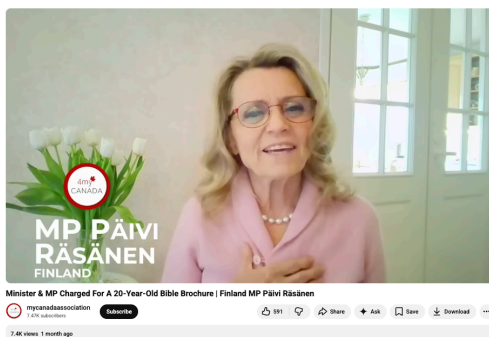 4my
CANADA
MP PÄIVI
RÄSÄNEN
FINLAND
Minister & MP Charged For A 20-Year-Old Bible Brochure | Finland MP Päivi Räsänen
mycanadaassociation
7.47K subscribers
Subscribe
591
Share
Ask
Save
Download
7.4K views 1 month ago